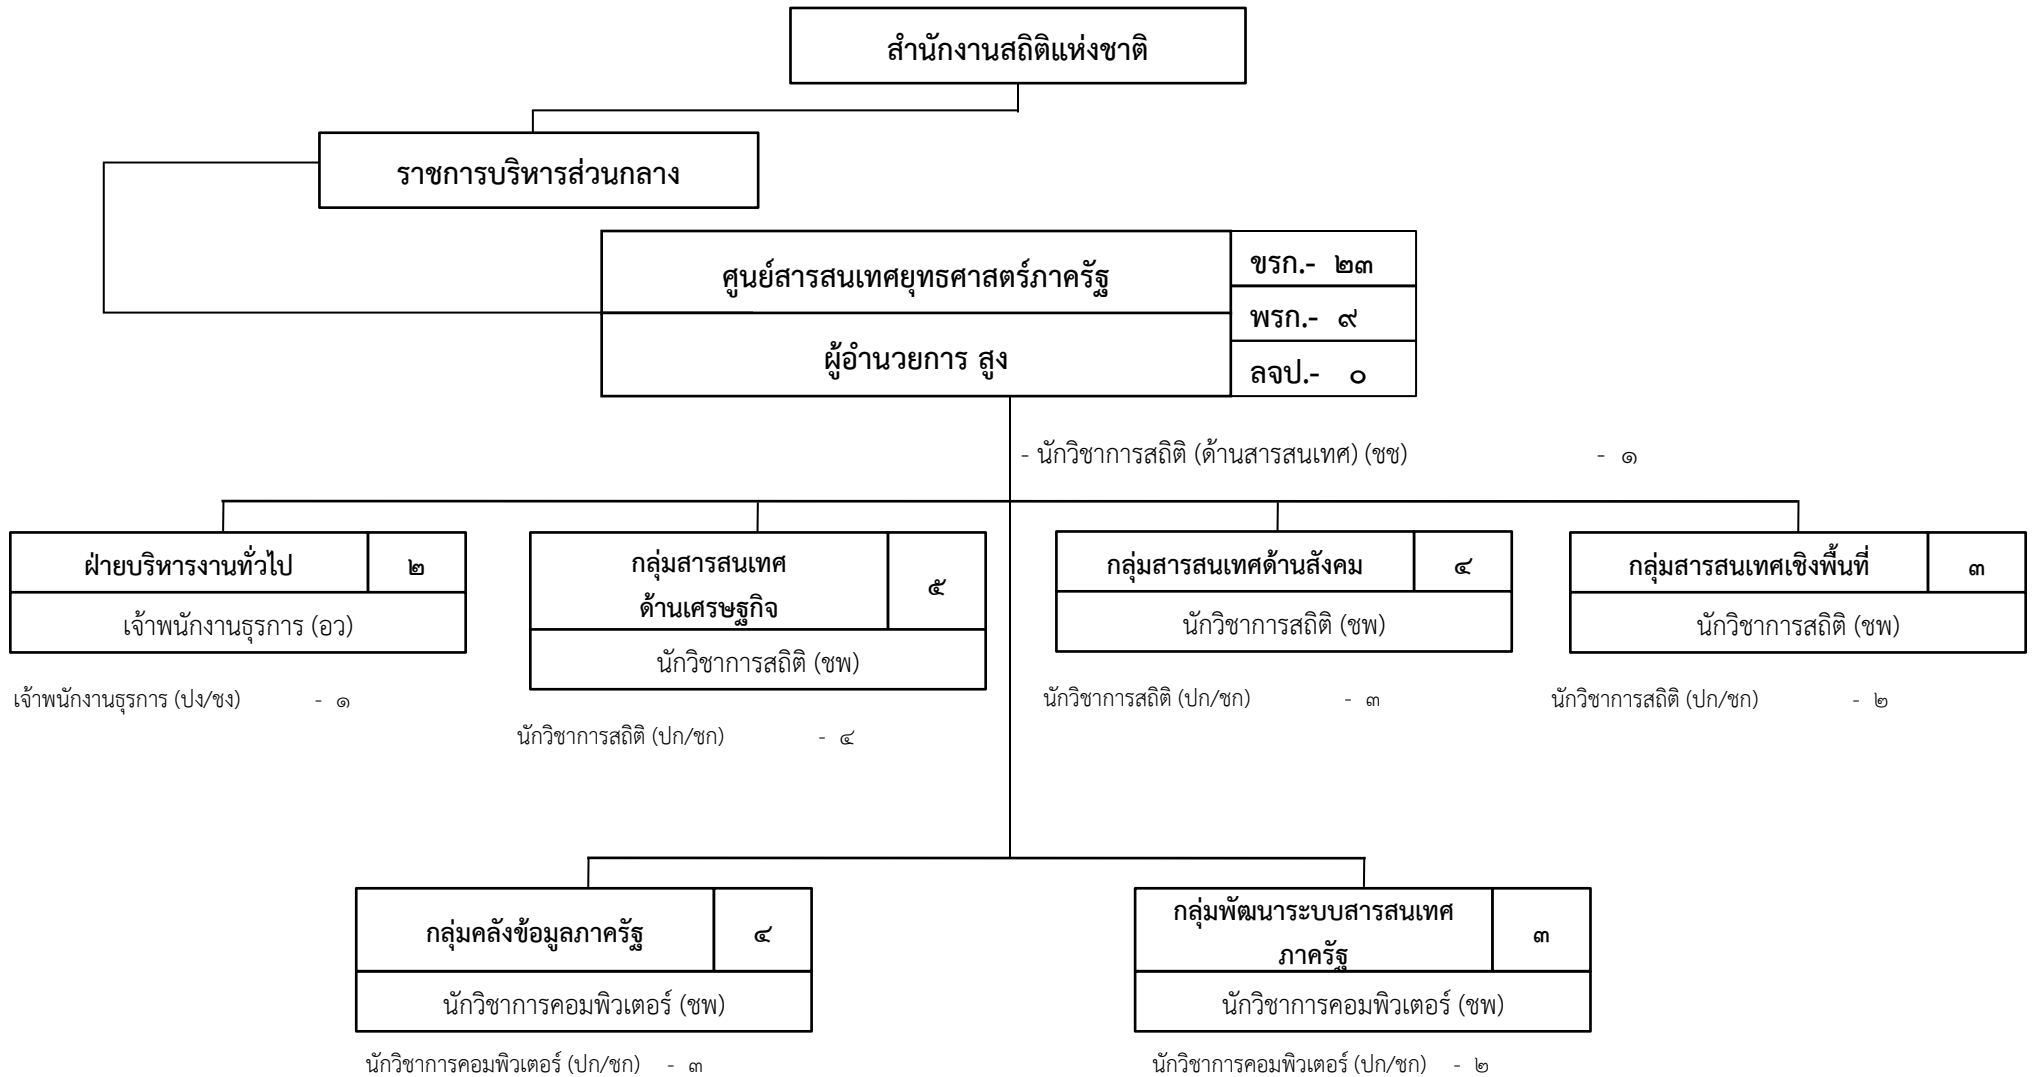 สำนักงานสถิติแห่งชาติ
ราชการบริหารส่วนกลาง
ศูนย์สารสนเทศยุทธศาสตร์ภาครัฐ
ผู้อำนวยการ สูง
ขรก.- ๒๓
พรก.- ๙
ลจป.- ๐
- นักวิชาการสถิติ (ด้านสารสนเทศ) (ชช) - ๑
ฝ่ายบริหารงานทั่วไป ๒
เจ้าพนักงานธุรการ (อว)
เจ้าพนักงานธุรการ (ปง/ชง) - ๑
กลุ่มสารสนเทศ
ด้านเศรษฐกิจ
๕
นักวิชาการสถิติ (ชพ)
นักวิชาการสถิติ (ปก/ชก) - ๔
กลุ่มสารสนเทศด้านสังคม ๔
นักวิชาการสถิติ (ชพ)
นักวิชาการสถิติ (ปก/ชก) - ๓
กลุ่มสารสนเทศเชิงพื้นที่ ๓
นักวิชาการสถิติ (ชพ)
นักวิชาการสถิติ (ปก/ชก) - ๒
กลุ่มคลังข้อมูลภาครัฐ ๔
นักวิชาการคอมพิวเตอร์ (ชพ)
นักวิชาการคอมพิวเตอร์ (ปก/ชก) - ๓
กลุ่มพัฒนาระบบสารสนเทศ
ภาครัฐ
๓
นักวิชาการคอมพิวเตอร์ (ชพ)
นักวิชาการคอมพิวเตอร์ (ปก/ชก) - ๒